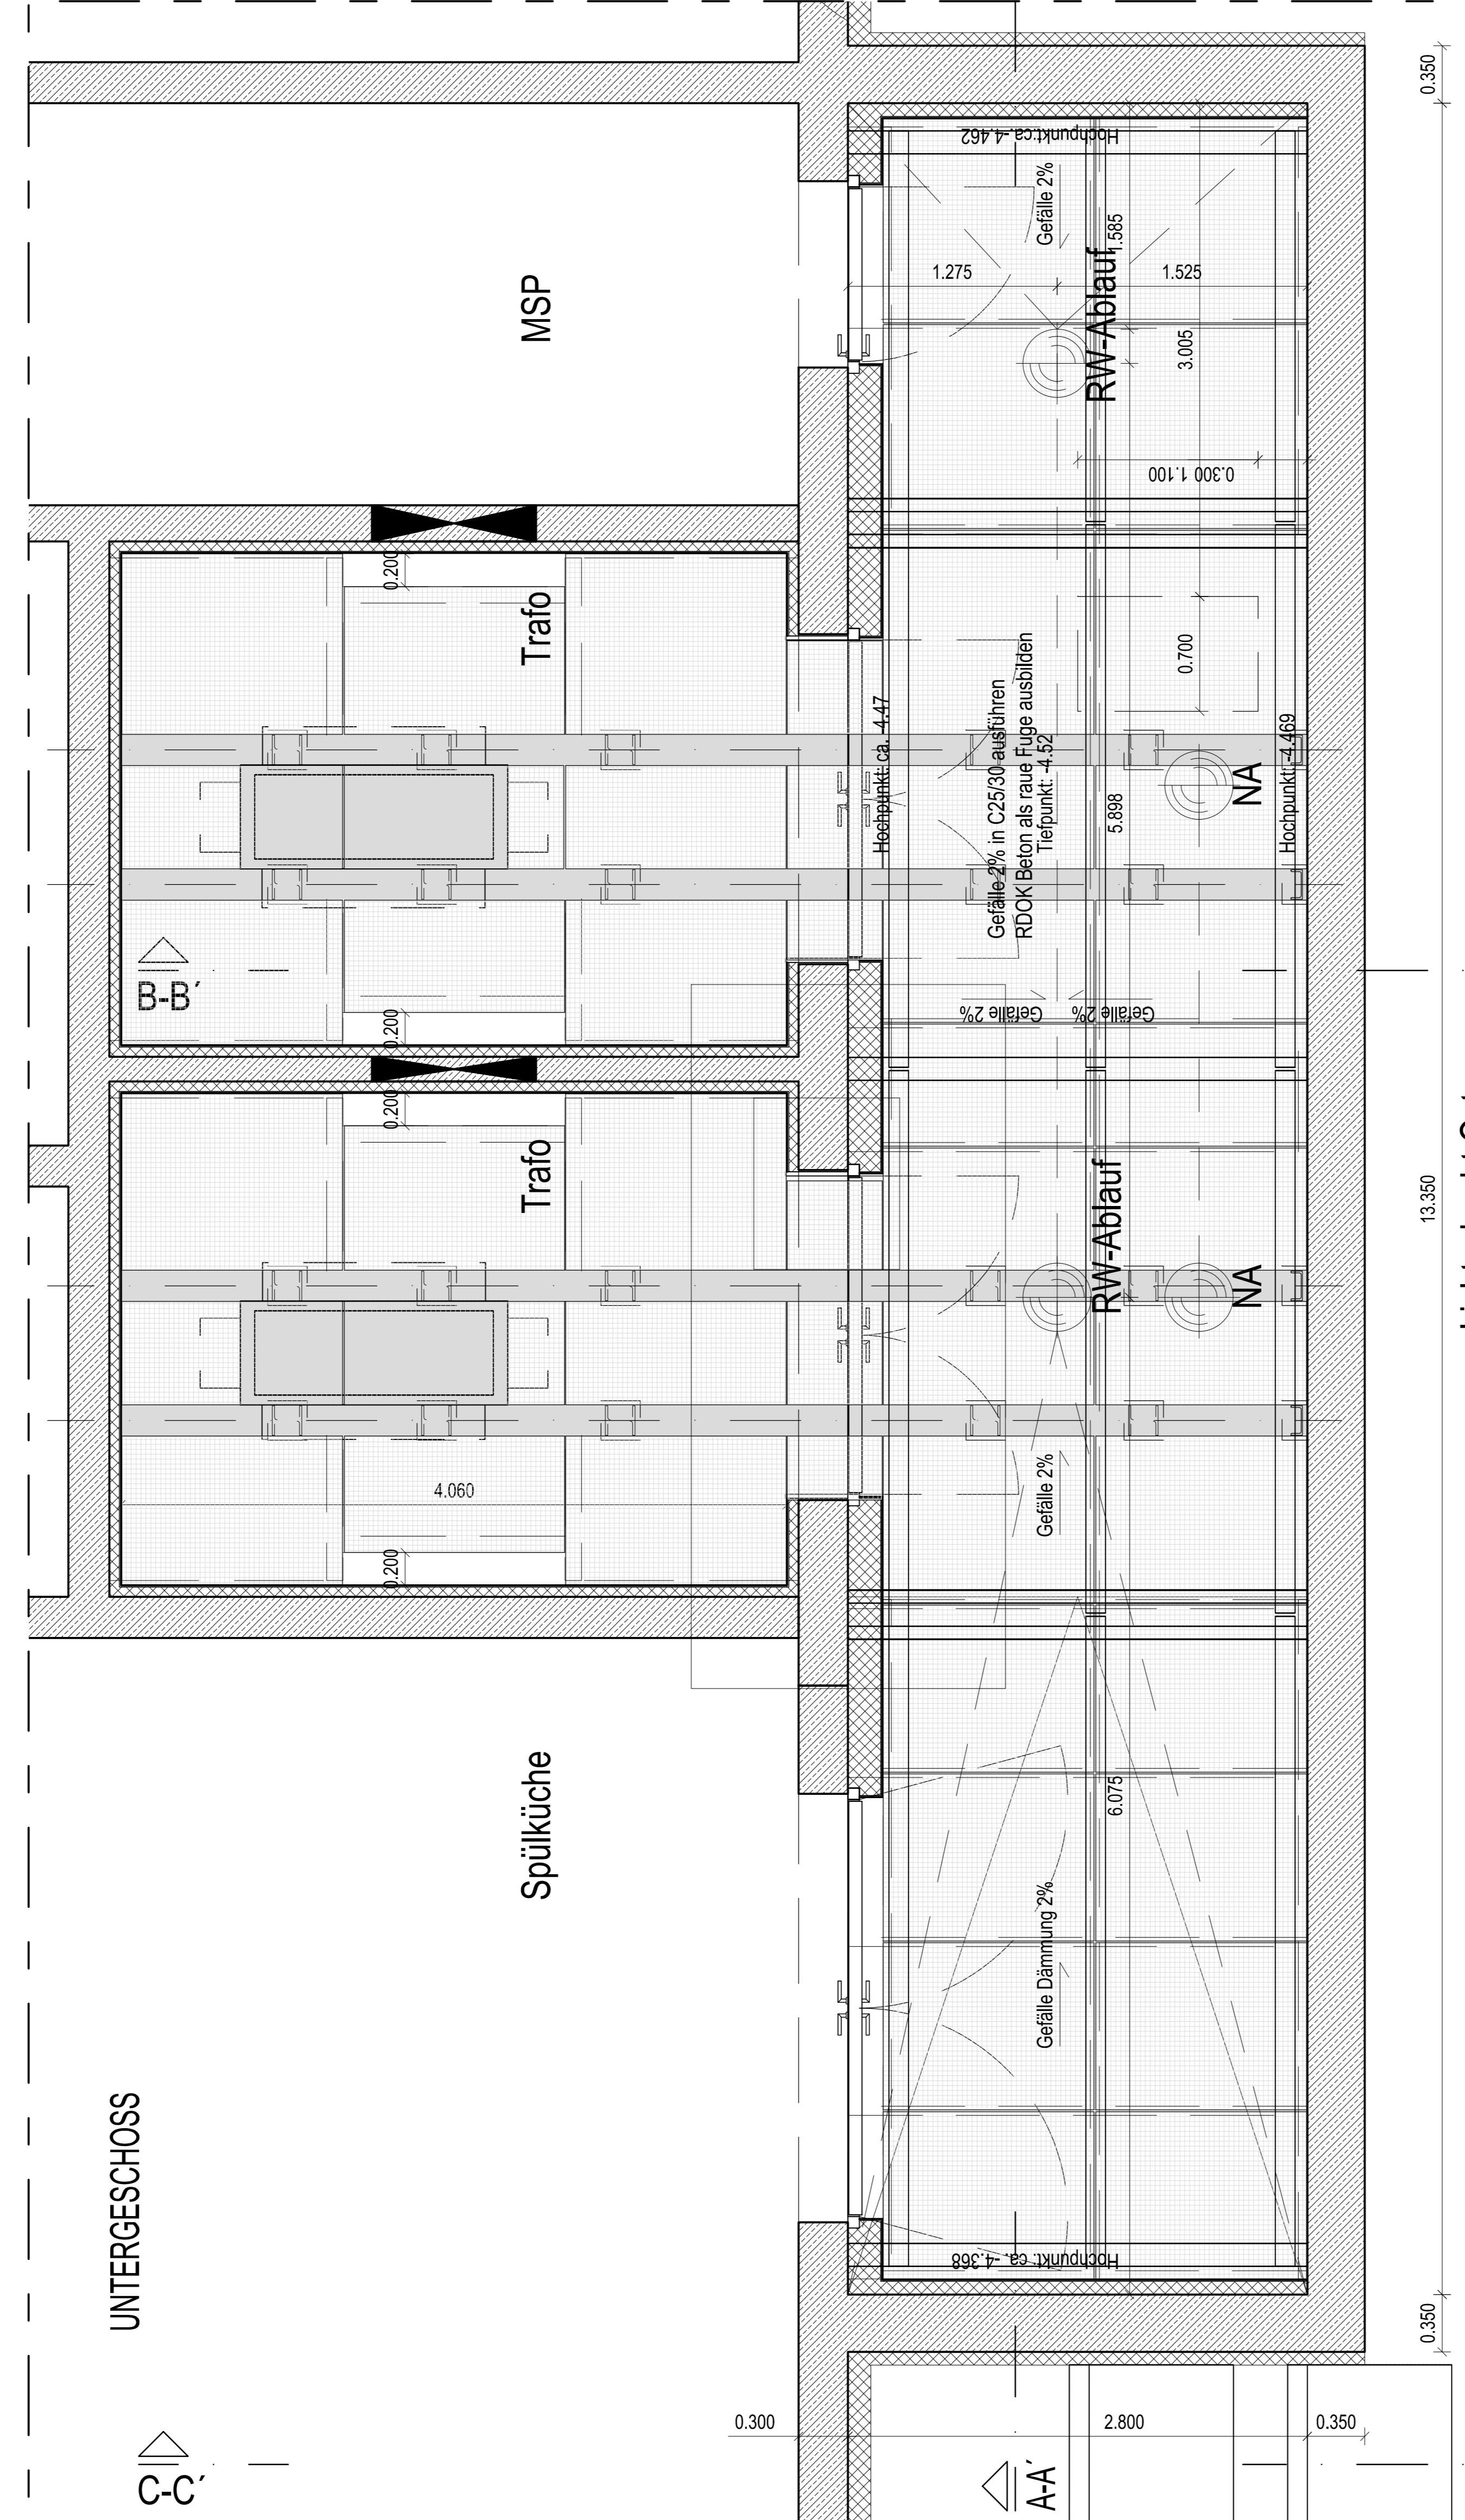 0.350
Hochpunkt:ca.-4.462
Gefälle 2%
1.585
1.275
1.525
MSP
RW-Ablauf
3.005
0.300 1.100
0.200
Trafo
0.700
Hochpunkt: ca. -4.47
Gefälle 2% in C25/30 ausführen
RDOK Beton als raue Fuge ausbilden
Tiefpunkt: -4.52
Hochpunkt: -4.469
NA
5.898
B-B´
0.200
Gefälle 2%
Gefälle 2%
0.200
Trafo
RW-Ablauf
NA
13.350
Gefälle 2%
4.060
0.200
Spülküche
6.075
Gefälle Dämmung 2%
UNTERGESCHOSS
Hochpunkt: ca. -4.368
0.350
0.300
2.800
0.350
C-C´
A-A´